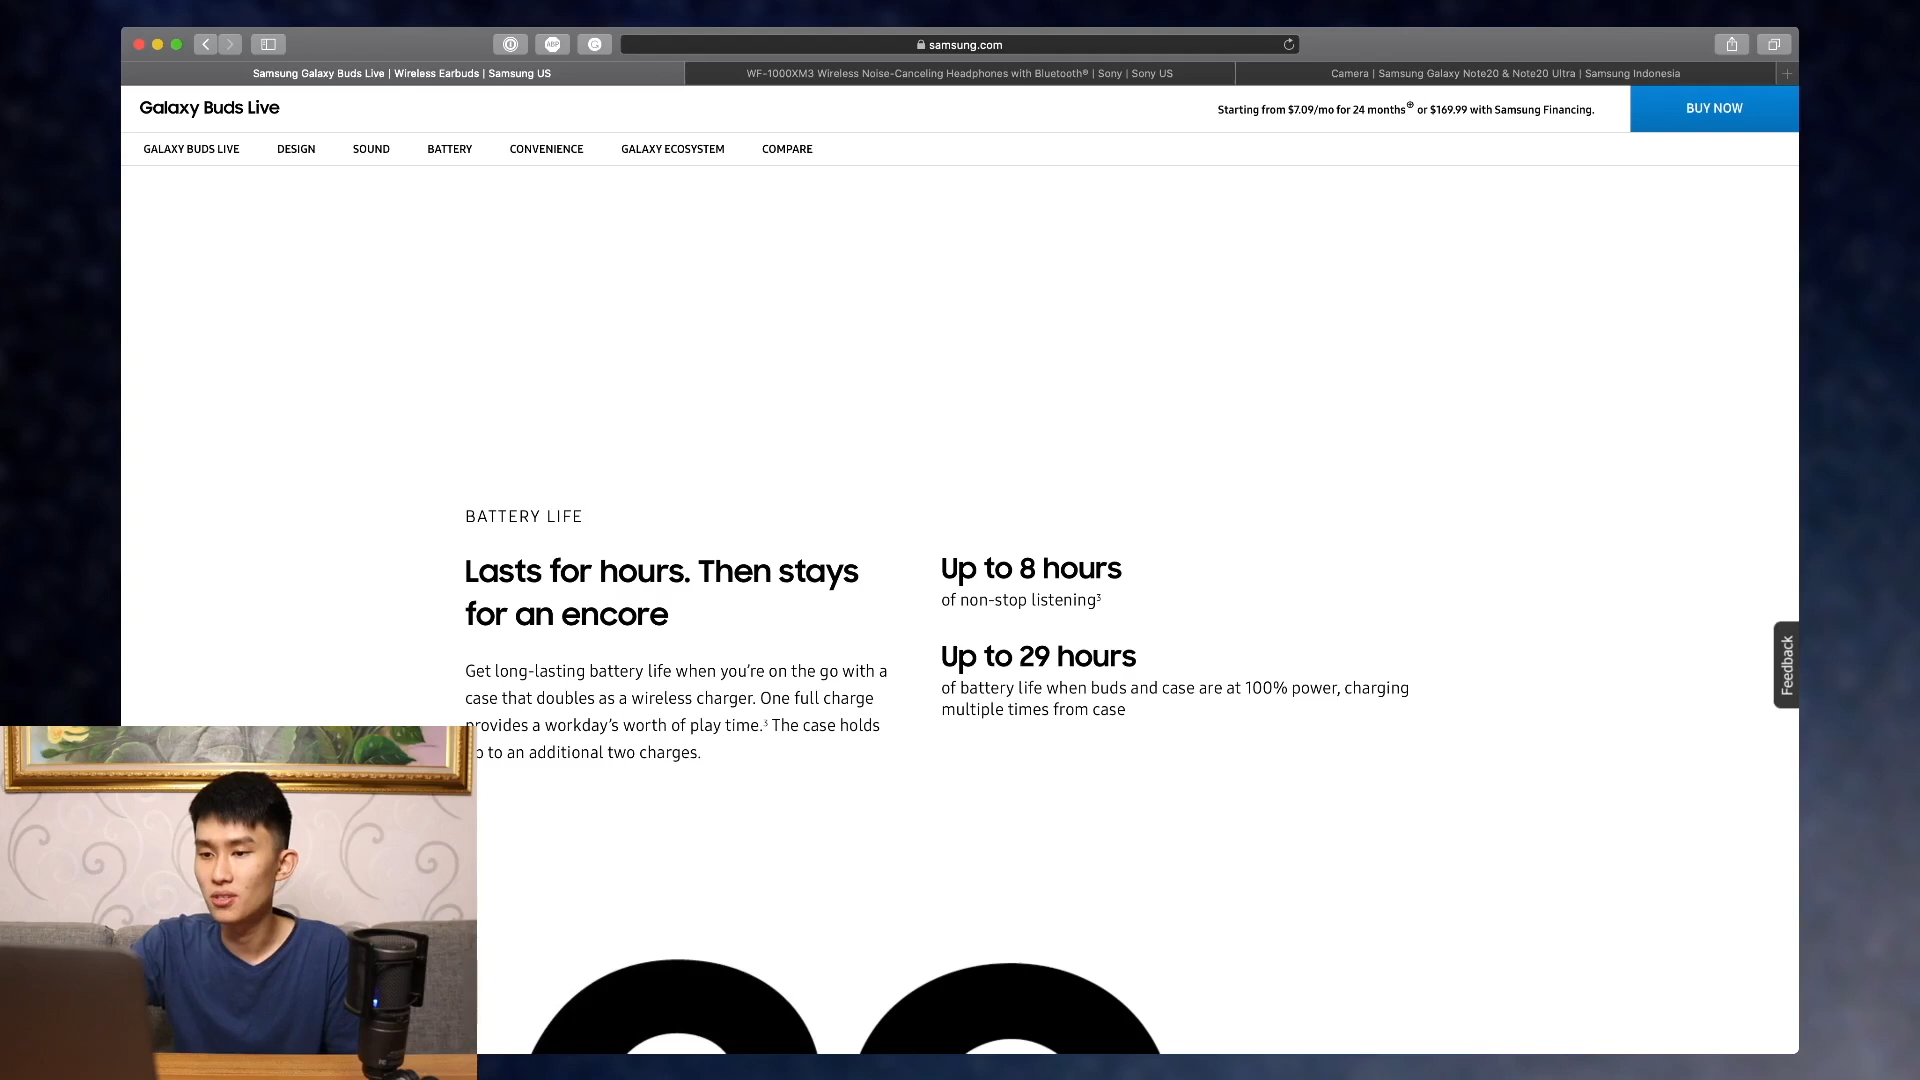 samsung.com
Samsung Galaxy Buds Live | Wireless Earbuds | Samsung US
WF-1000XM3 Wireless Noise-Canceling Headphones with Bluetooth® | Sony | Sony US
Camera | Samsung Galaxy Note20 & Note20 Ultra | Samsung Indonesia
Galaxy Buds Live
Starting from $7.09/mo for 24 months⊕ or $169.99 with Samsung Financing.
BUY NOW
GALAXY BUDS LIVE
DESIGN
SOUND
BATTERY
CONVENIENCE
GALAXY ECOSYSTEM
COMPARE
BATTERY LIFE
Lasts for hours. Then stays
for an encore
Get long-lasting battery life when you're on the go with a
case that doubles as a wireless charger. One full charge
provides a workday's worth of play time.³ The case holds
to an additional two charges.
Up to 8 hours
of non-stop listening³
Up to 29 hours
of battery life when buds and case are at 100% power, charging
multiple times from case
Feedback
ABP